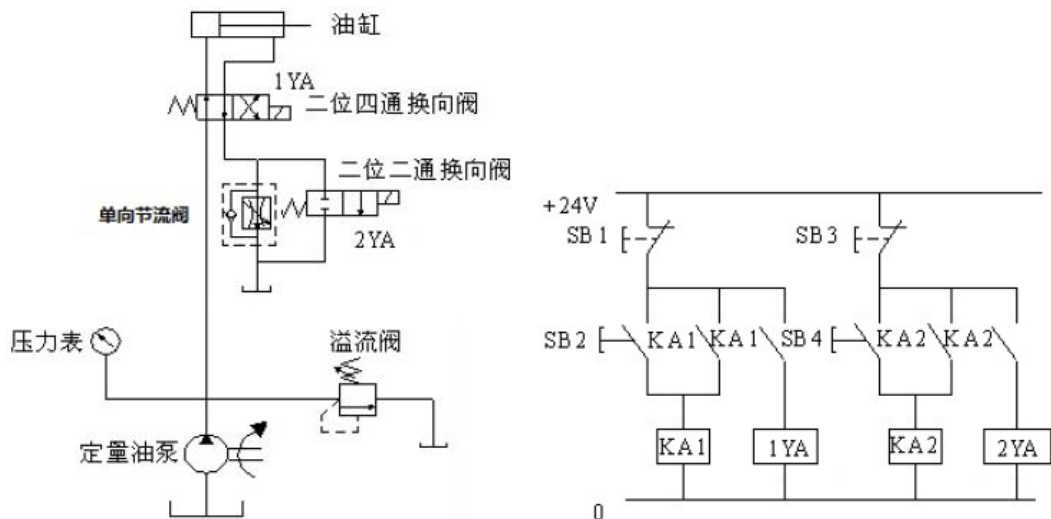 油缸
1YA
二位四通换向阀
二位二通换向阀
单向节流阀
2YA
压力表
溢流阀
定量油泵
+24V
SB1
SB3
SB2
KA1
KA1
SB4
KA2
KA2
KA1
1YA
KA2
2YA
0